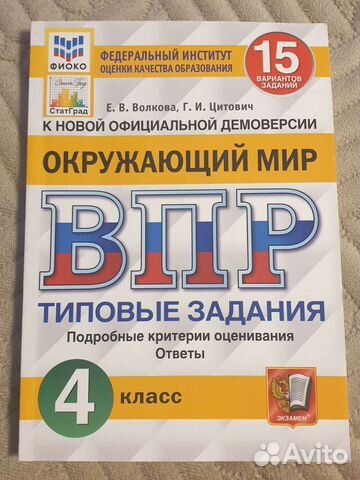 ФИОКО
ФЕДЕРАЛЬНЫЙ ИНСТИТУТ
ОЦЕНКИ КАЧЕСТВА ОБРАЗОВАНИЯ
15
ВАРИАНТОВ
ЗАДАНИЙ
СтатГрад
Е. В. Волкова, Г. И. Цитович
К НОВОЙ ОФИЦИАЛЬНОЙ ДЕМОВЕРСИИ
ОКРУЖАЮЩИЙ МИР
ВПР
ТИПОВЫЕ ЗАДАНИЯ
Подробные критерии оценивания
Ответы
4 класс
ЭКЗАМЕН
Avito